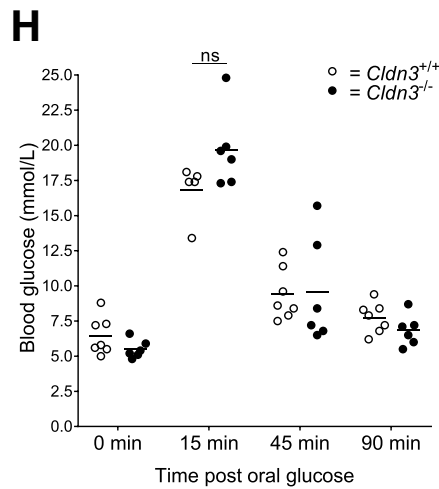 H
ns
= Cldn3+/+
= Cldn3-/-
Blood glucose (mmol/L)
25.0
22.5
20.0
17.5
15.0
12.5
10.0
7.5
5.0
2.5
0.0
0 min 15 min 45 min 90 min
Time post oral glucose